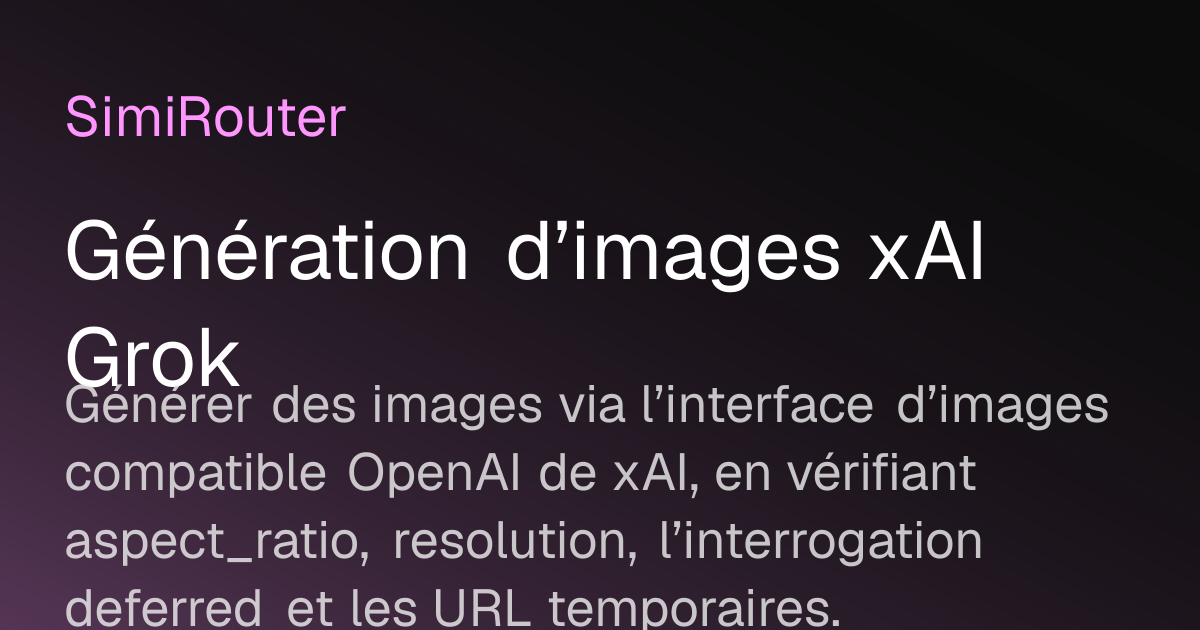 SimiRouter
Génération d’images xAI
Grok
Générer des images via l’interface d’images
compatible OpenAI de xAI, en vérifiant
aspect_ratio, resolution, l’interrogation
deferred et les URL temporaires.